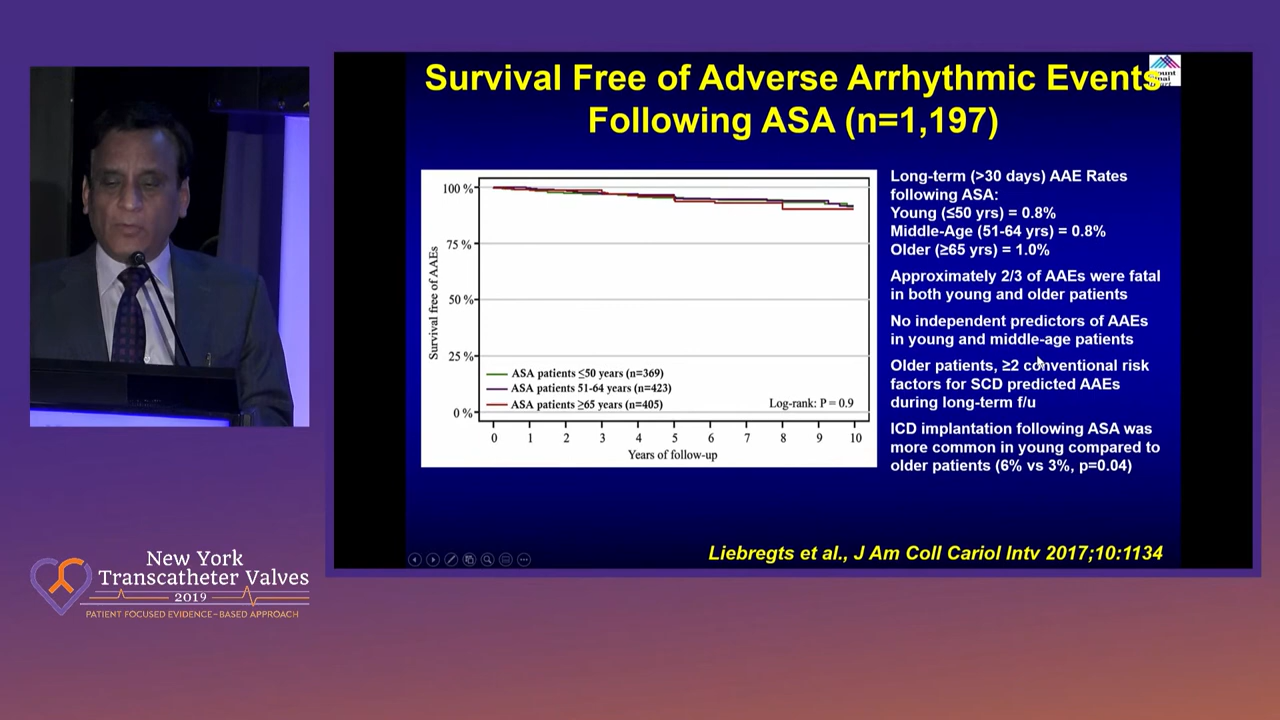 Survival Free of Adverse Arrhythmic Events
Following ASA (n=1,197)
100 %
75 %
50 %
25 %
0 %
Survival free of AAEs
ASA patients ≤50 years (n=369)
ASA patients 51-64 years (n=423)
ASA patients ≥65 years (n=405)
Log-rank: P = 0.9
0 1 2 3 4 5 6 7 8 9 10
Years of follow-up
Long-term (>30 days) AAE Rates
following ASA:
Young (≤50 yrs) = 0.8%
Middle-Age (51-64 yrs) = 0.8%
Older (≥65 yrs) = 1.0%
Approximately 2/3 of AAEs were fatal
in both young and older patients
No independent predictors of AAEs
in young and middle-age patients
Older patients, ≥2 conventional risk
factors for SCD predicted AAEs
during long-term f/u
ICD implantation following ASA was
more common in young compared to
older patients (6% vs 3%, p=0.04)
Liebregts et al., J Am Coll Cariol Intv 2017;10:1134
New York
Transcatheter Valves
2019
PATIENT FOCUSED EVIDENCE-BASED APPROACH